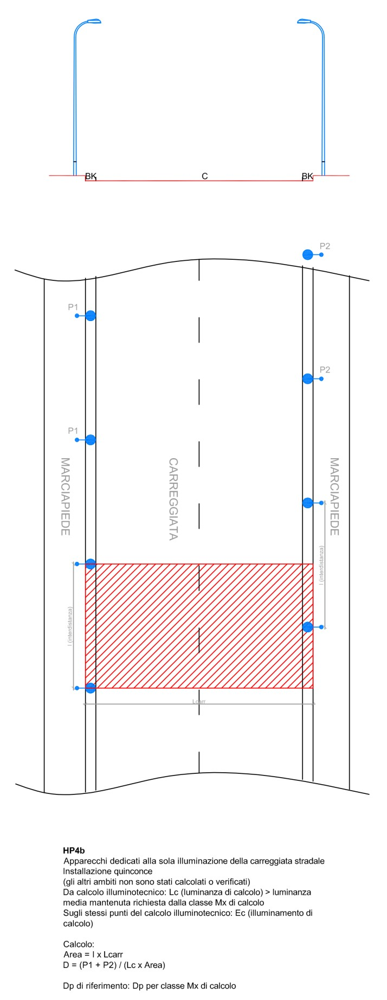 BK
C
BK
P2
P1
P2
P1
MARCIAPIEDE
CARREGGIATA
MARCIAPIEDE
I (interdistanza)
I (interdistanza)
Lcarr
HP4b
Apparecchi dedicati alla sola illuminazione della carreggiata stradale
Installazione quinconce
(gli altri ambiti non sono stati calcolati o verificati)
Da calcolo illuminotecnico: Lc (luminanza di calcolo) > luminanza
media mantenuta richiesta dalla classe Mx di calcolo
Sugli stessi punti del calcolo illuminotecnico: Ec (illuminamento di
calcolo)
Calcolo:
Area = I x Lcarr
D = (P1 + P2) / (Lc x Area)
Dp di riferimento: Dp per classe Mx di calcolo